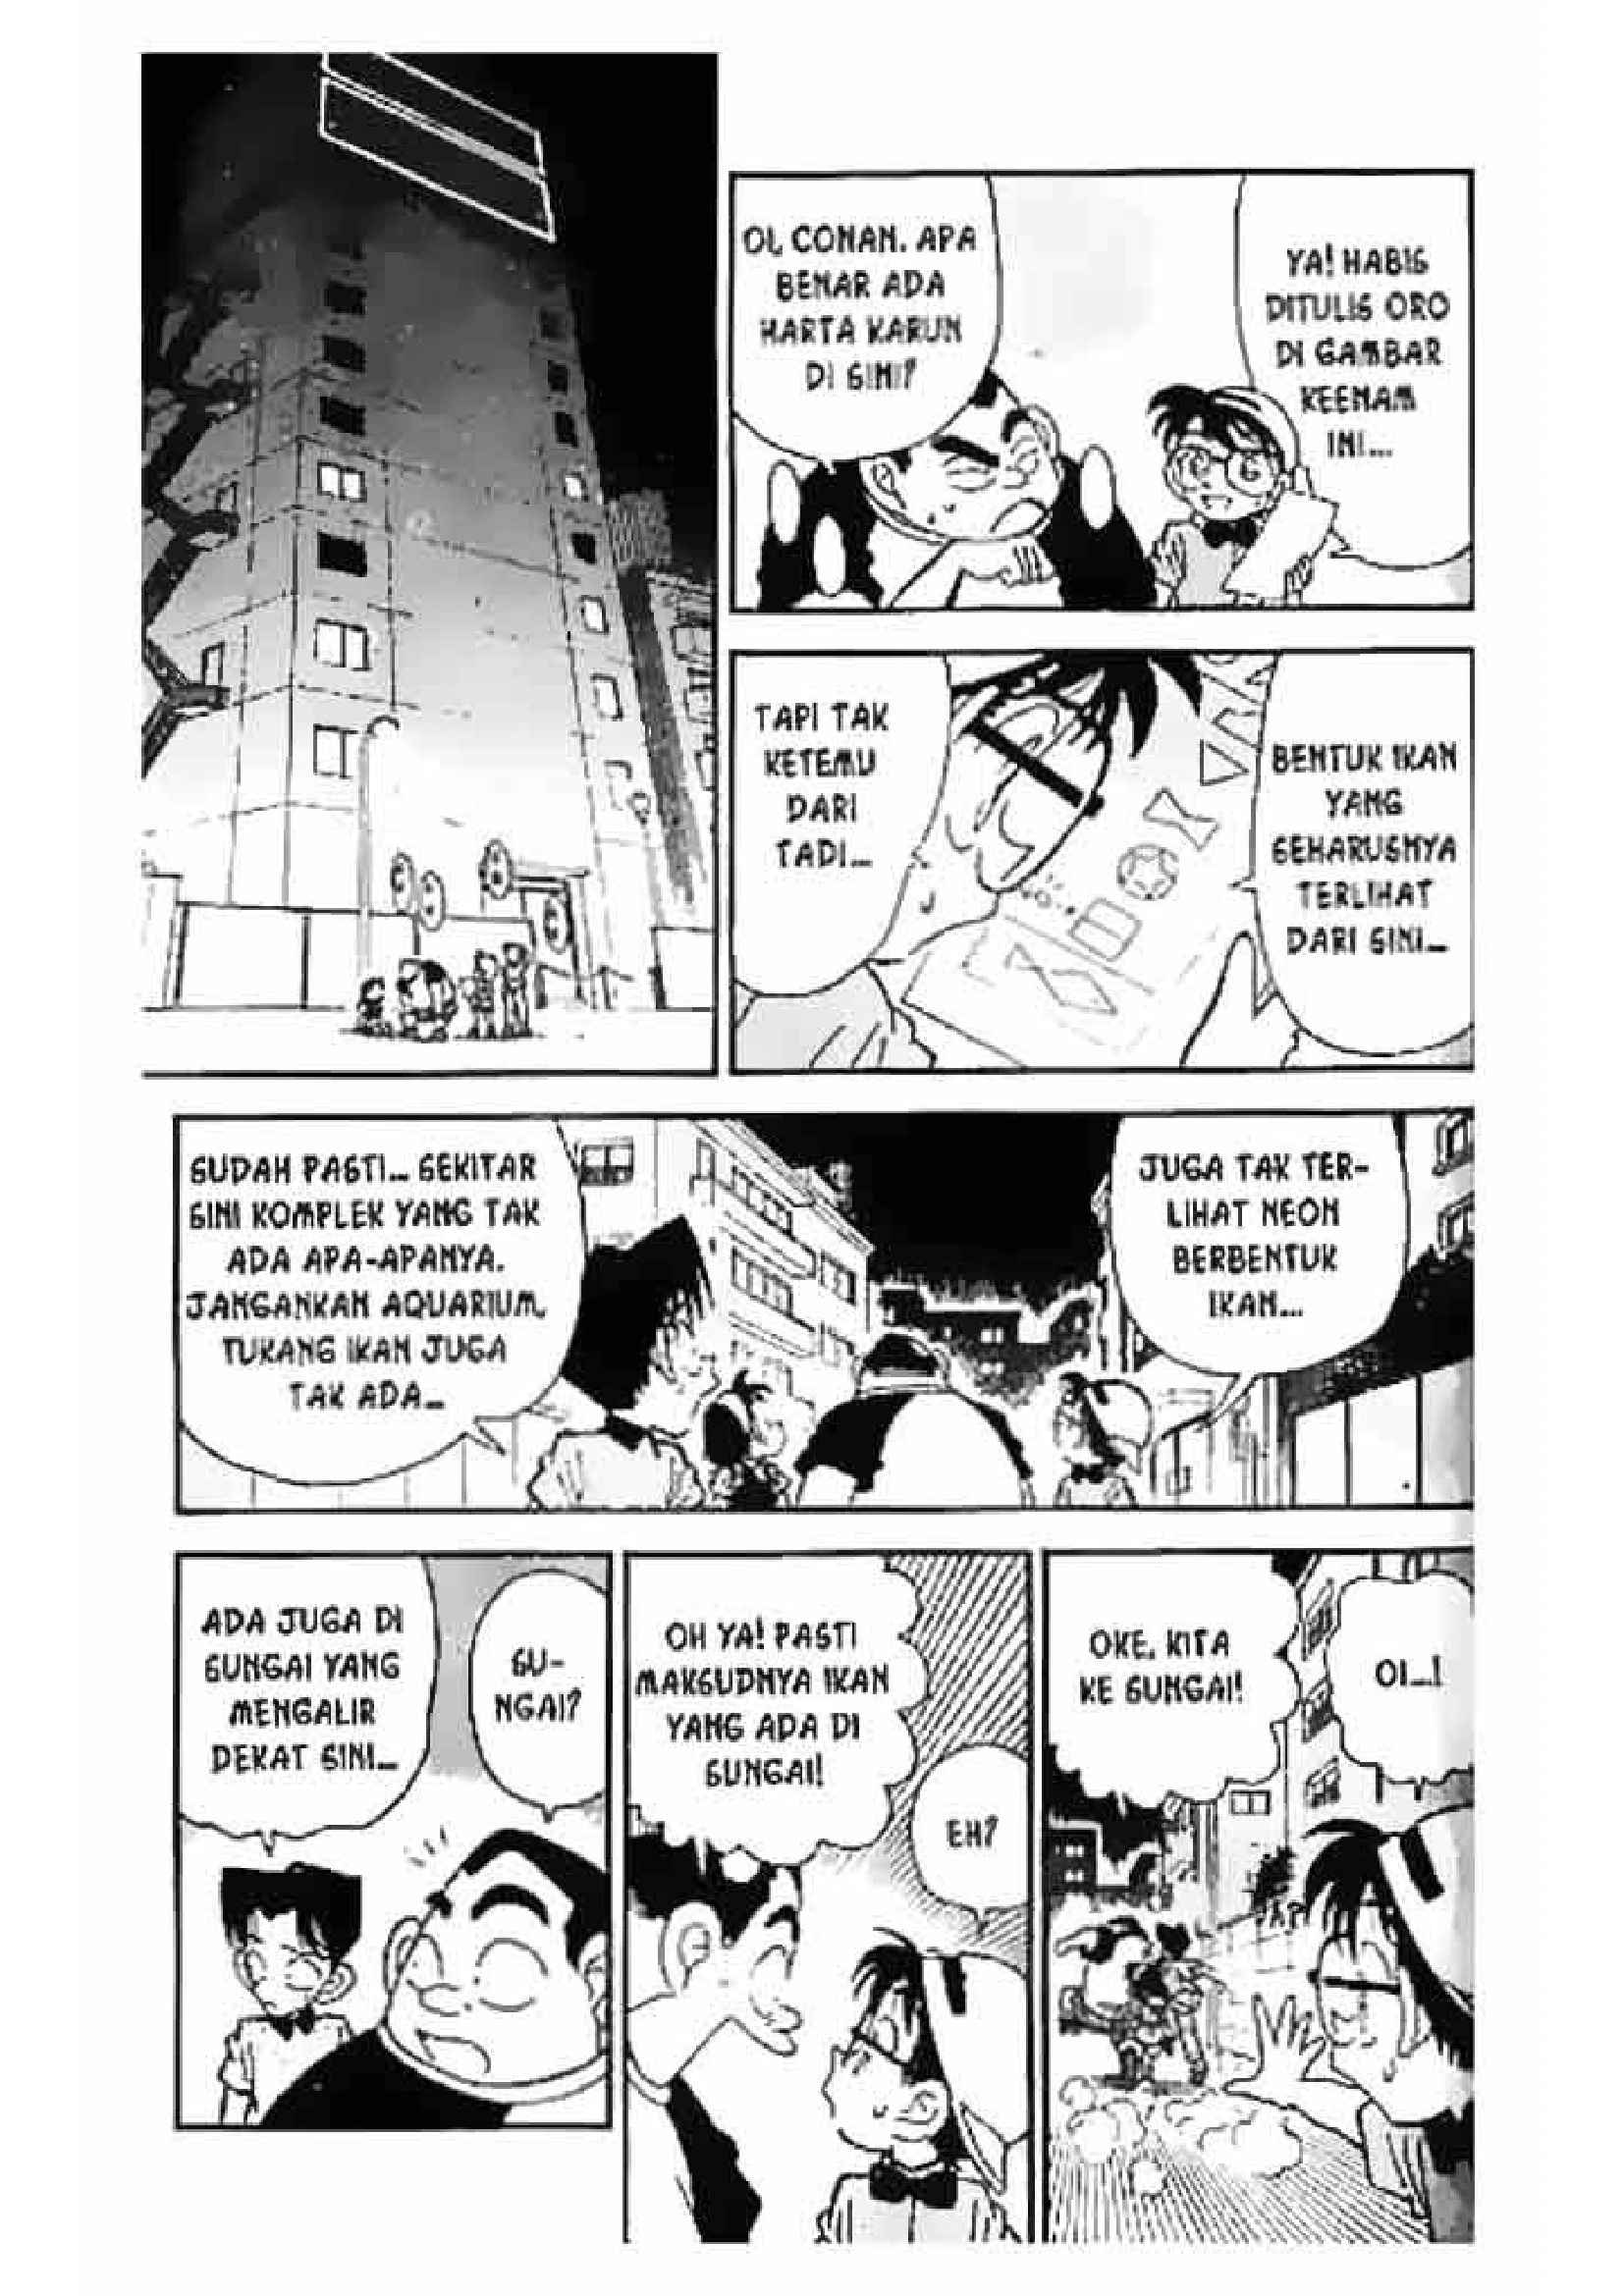 OI, CONAN. APA
BENAR ADA
HARTA KARUN
DI SINI?
YA! HABIS
DITULIS ORO
DI GAMBAR
KEENAM
INI...
TAPI TAK
KETEMU
DARI
TADI...
BENTUK IKAN
YANG
SEHARUSNYA
TERLIHAT
DARI SINI...
SUDAH PASTI... SEKITAR
SINI KOMPLEK YANG TAK
ADA APA-APANYA.
JANGANKAN AQUARIUM,
TUKANG IKAN JUGA
TAK ADA...
JUGA TAK TER-
LIHAT NEON
BERBENTUK
IKAN...
ADA JUGA DI
SUNGAI YANG
MENGALIR
DEKAT SINI...
SU-
NGAI?
OH YA! PASTI
MAKSUDNYA IKAN
YANG ADA DI
SUNGAI!
EH?
OKE, KITA
KE SUNGAI!
OI...!